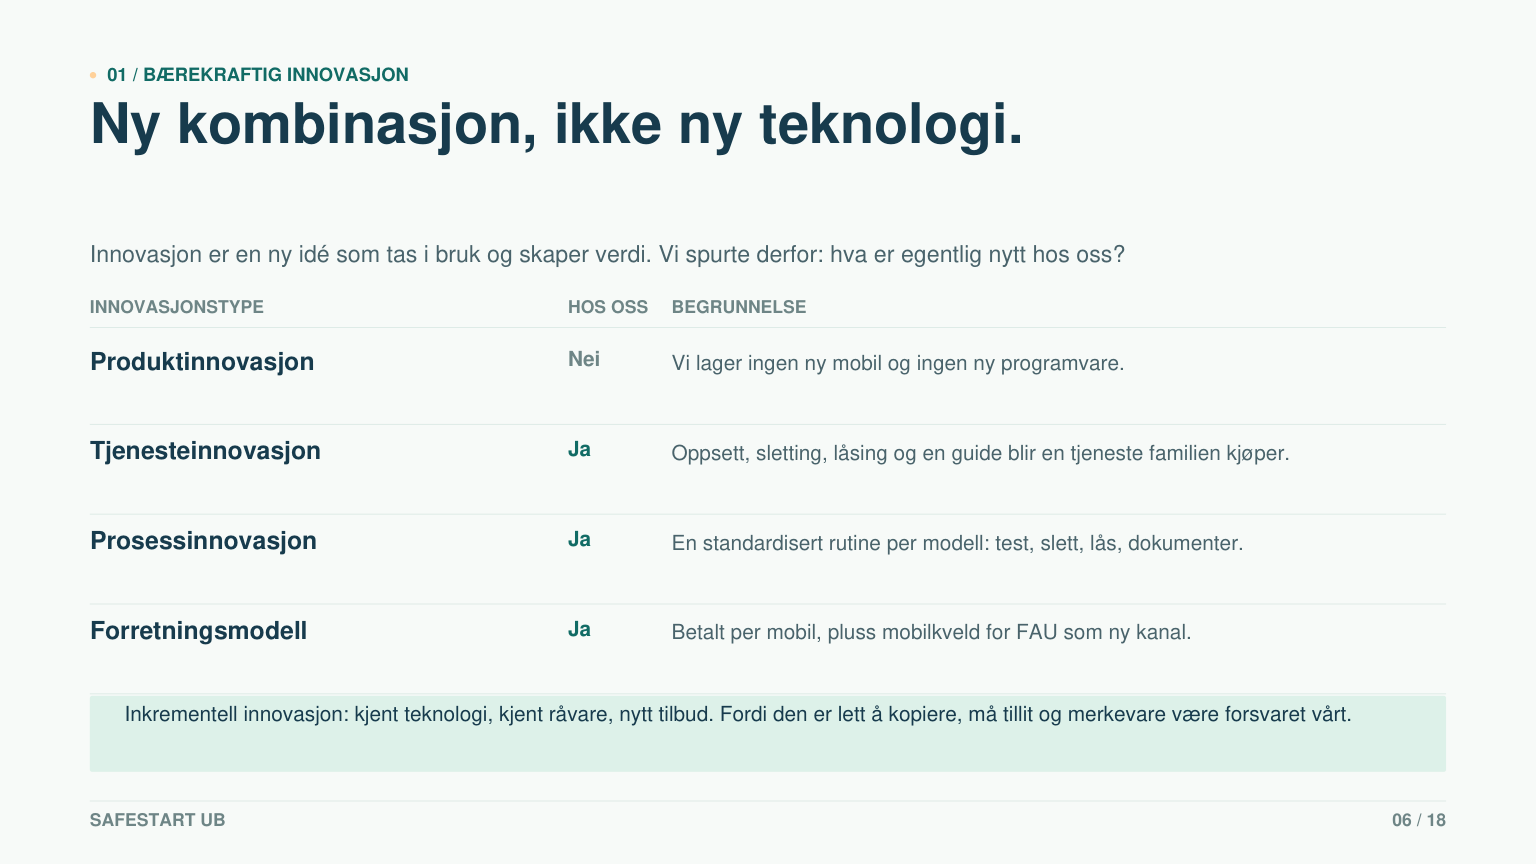 01 / BÆREKRAFTIG INNOVASJON
Ny kombinasjon, ikke ny teknologi.
Innovasjon er en ny idé som tas i bruk og skaper verdi. Vi spurte derfor: hva er egentlig nytt hos oss?
INNOVASJONSTYPE HOS OSS BEGRUNNELSE
Produktinnovasjon Nei Vi lager ingen ny mobil og ingen ny programvare.
Tjenesteinnovasjon Ja Oppsett, sletting, låsing og en guide blir en tjeneste familien kjøper.
Prosessinnovasjon Ja En standardisert rutine per modell: test, slett, lås, dokumenter.
Forretningsmodell Ja Betalt per mobil, pluss mobilkveld for FAU som ny kanal.
Inkrementell innovasjon: kjent teknologi, kjent råvare, nytt tilbud. Fordi den er lett å kopiere, må tillit og merkevare være forsvaret vårt.
SAFESTART UB 06 / 18